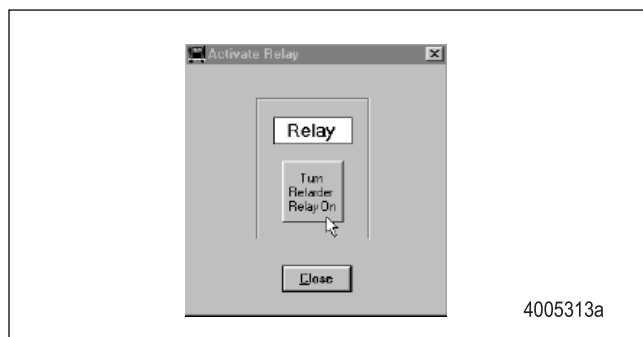 Activate Relay
Relay
Turn
Retarder
Relay On
Close
4005313a